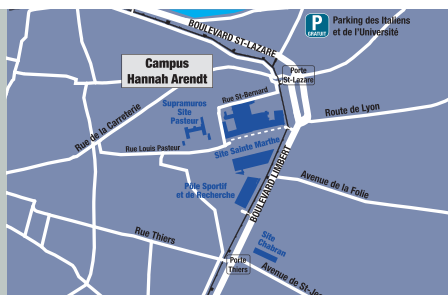 P
GRATUIT
Parking des Italiens
et de l'Université
BOULEVARD ST-LAZARE
Campus
Hannah Arendt
Porte
St-Lazare
Rue St-Bernard
Supramuros
Site
Pasteur
Route de Lyon
Rue de la Carreterie
Rue Louis Pasteur
Site Sainte Marthe
Avenue de la Folie
Pôle Sportif
et de Recherche
BOULEVARD LIMBERT
Rue Thiers
Site
Chabran
Porte
Thiers
Avenue de St-Je